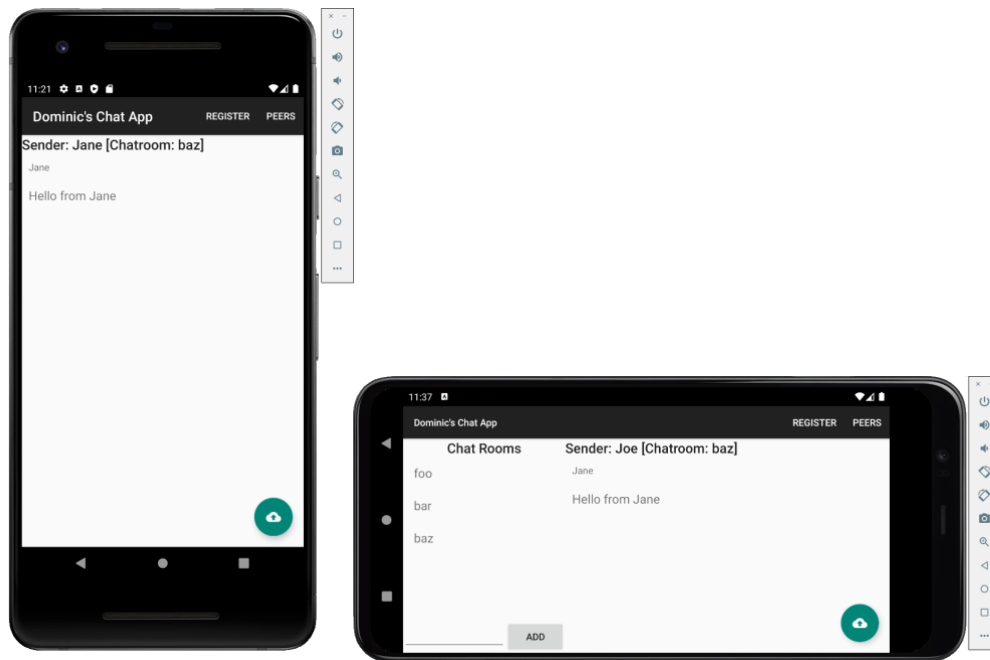 11:21
Dominic's Chat App REGISTER PEERS
Sender: Jane [Chatroom: baz]
Jane
Hello from Jane
11:37
Dominic's Chat App REGISTER PEERS
Chat Rooms
foo
bar
baz
ADD
Sender: Joe [Chatroom: baz]
Jane
Hello from Jane